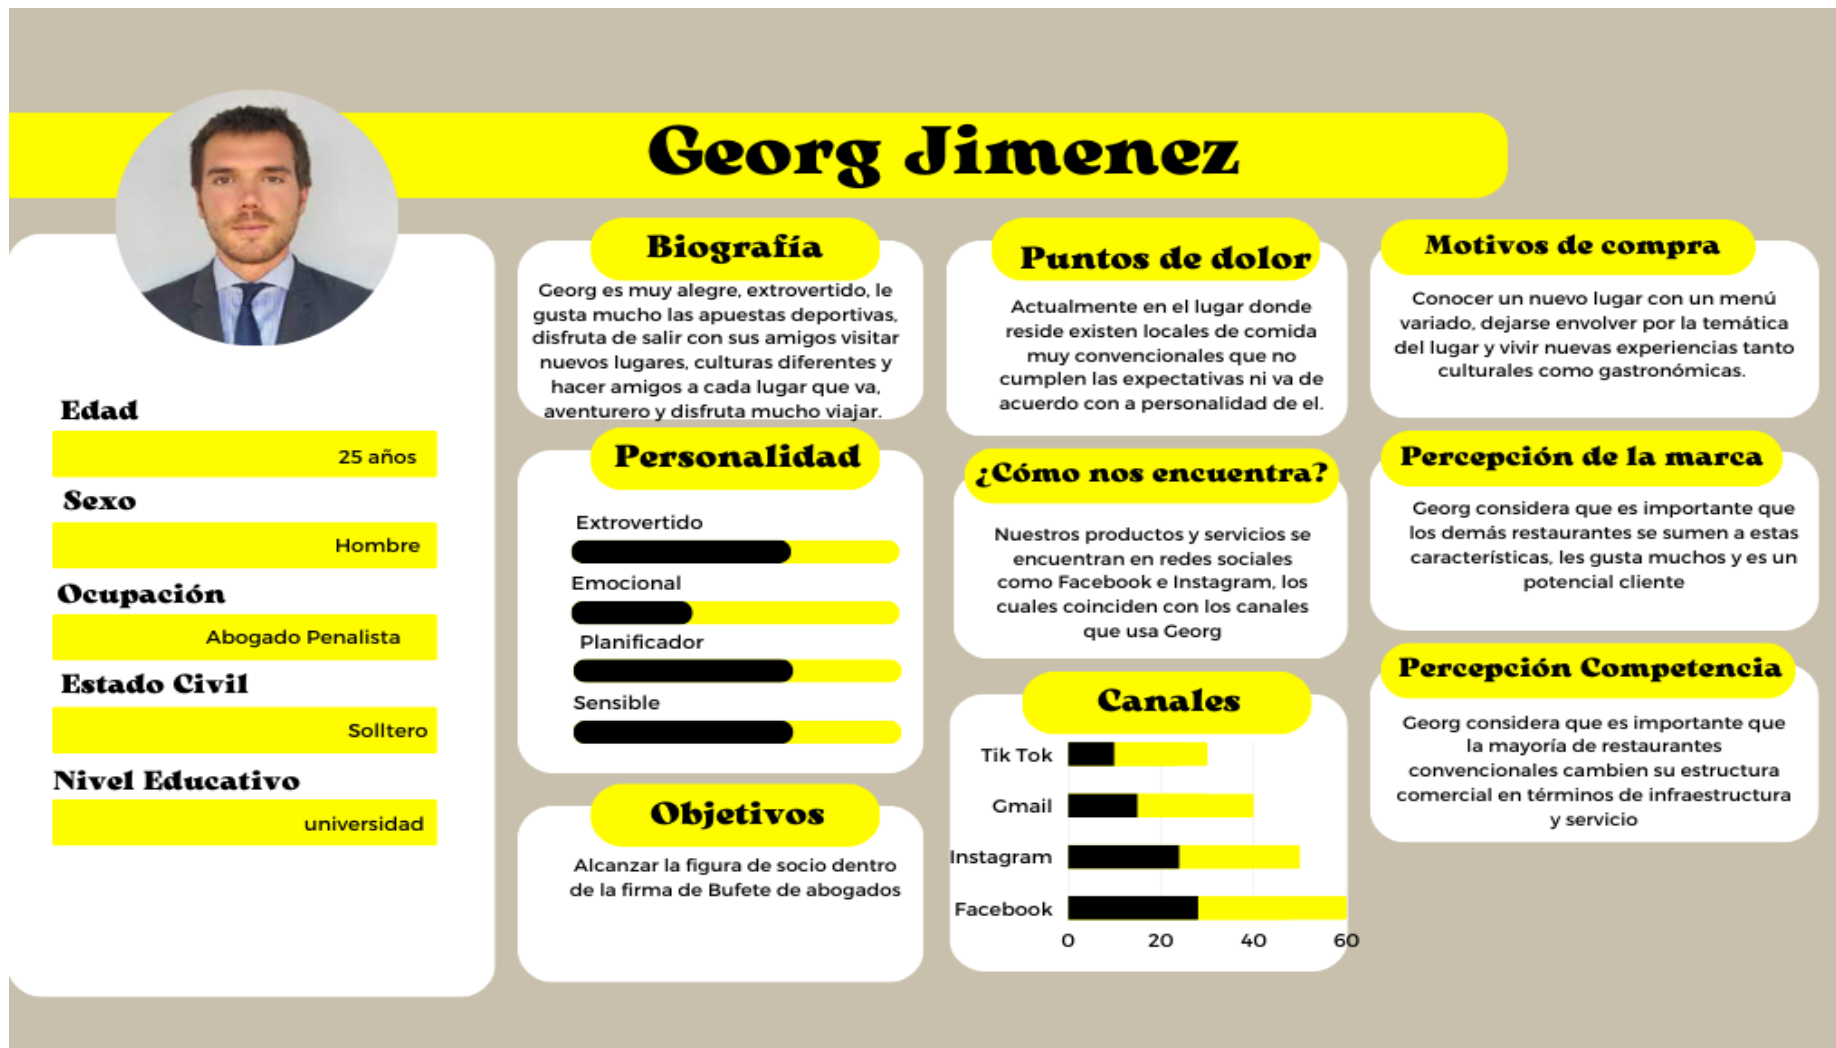 Georg Jimenez
Edad
25 años
Sexo
Hombre
Ocupación
Abogado Penalista
Estado Civil
Solltero
Nivel Educativo
universidad
Biografía
Georg es muy alegre, extrovertido, le
gusta mucho las apuestas deportivas,
disfruta de salir con sus amigos visitar
nuevos lugares, culturas diferentes y
hacer amigos a cada lugar que va,
aventurero y disfruta mucho viajar.
Personalidad
Extrovertido
Emocional
Planificador
Sensible
Objetivos
Alcanzar la figura de socio dentro
de la firma de Bufete de abogados
Puntos de dolor
Actualmente en el lugar donde
reside existen locales de comida
muy convencionales que no
cumplen las expectativas ni va de
acuerdo con a personalidad de el.
¿Cómo nos encuentra?
Nuestros productos y servicios se
encuentran en redes sociales
como Facebook e Instagram, los
cuales coinciden con los canales
que usa Georg
Canales
Tik Tok
Gmail
Instagram
Facebook
0 20 40 60
Motivos de compra
Conocer un nuevo lugar con un menú
variado, dejarse envolver por la temática
del lugar y vivir nuevas experiencias tanto
culturales como gastronómicas.
Percepción de la marca
Georg considera que es importante que
los demás restaurantes se sumen a estas
características, les gusta muchos y es un
potencial cliente
Percepción Competencia
Georg considera que es importante que
la mayoría de restaurantes
convencionales cambien su estructura
comercial en términos de infraestructura
y servicio